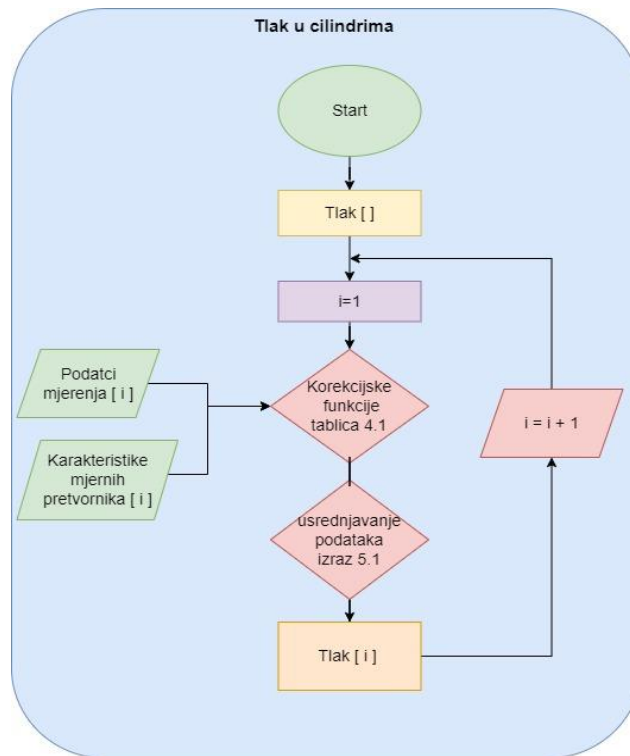 Tlak u cilindrima
Start
Tlak [ ]
i=1
Podatci
mjerenja [ i ]
Karakteristike
mjernih
pretvornika [ i ]
Korekcijske
funkcije
tablica 4.1
i = i + 1
usrednjavanje
podataka
izraz 5.1
Tlak [ i ]